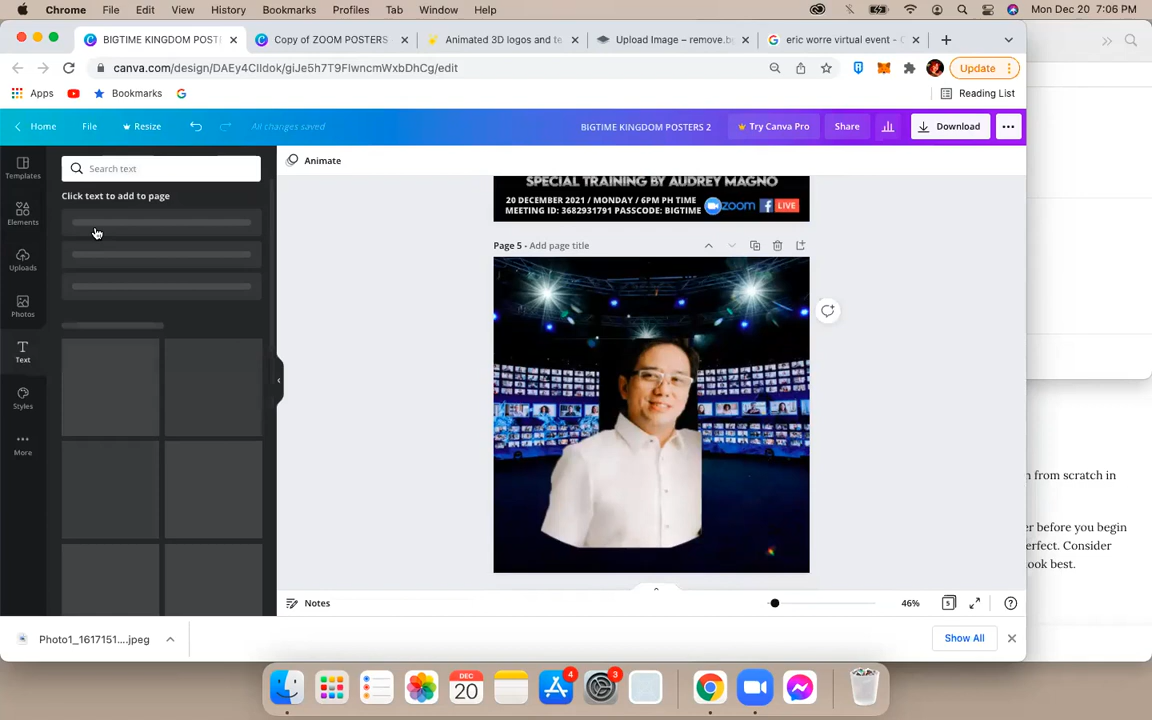 Chrome File Edit View History Bookmarks Profiles Tab Window Help Mon Dec 20 7:06 PM
BIGTIME KINGDOM POST
Copy of ZOOM POSTERS
Animated 3D logos and te
Upload Image – remove.b
eric worre virtual event -
canva.com/design/DAEy4CIIdok/giJe5h7T9FIwncmWxbDhCg/edit
Update
Apps
Bookmarks
Reading List
Home
File
Resize
All changes saved
BIGTIME KINGDOM POSTERS 2
Try Canva Pro
Share
Download
Templates
Elements
Uploads
Photos
Text
Styles
More
Search text
Click text to add to page
Animate
SPECIAL TRAINING BY AUDREY MAGNO
20 DECEMBER 2021 / MONDAY / 6PM PH TIME
MEETING ID: 3682931791 PASSCODE: BIGTIME
zoom
f LIVE
Page 5 - Add page title
Notes
46%
5
n from scratch in
er before you begin
erfect. Consider
ook best.
Photo1_1617151....jpeg
Show All
DEC
20
4
3